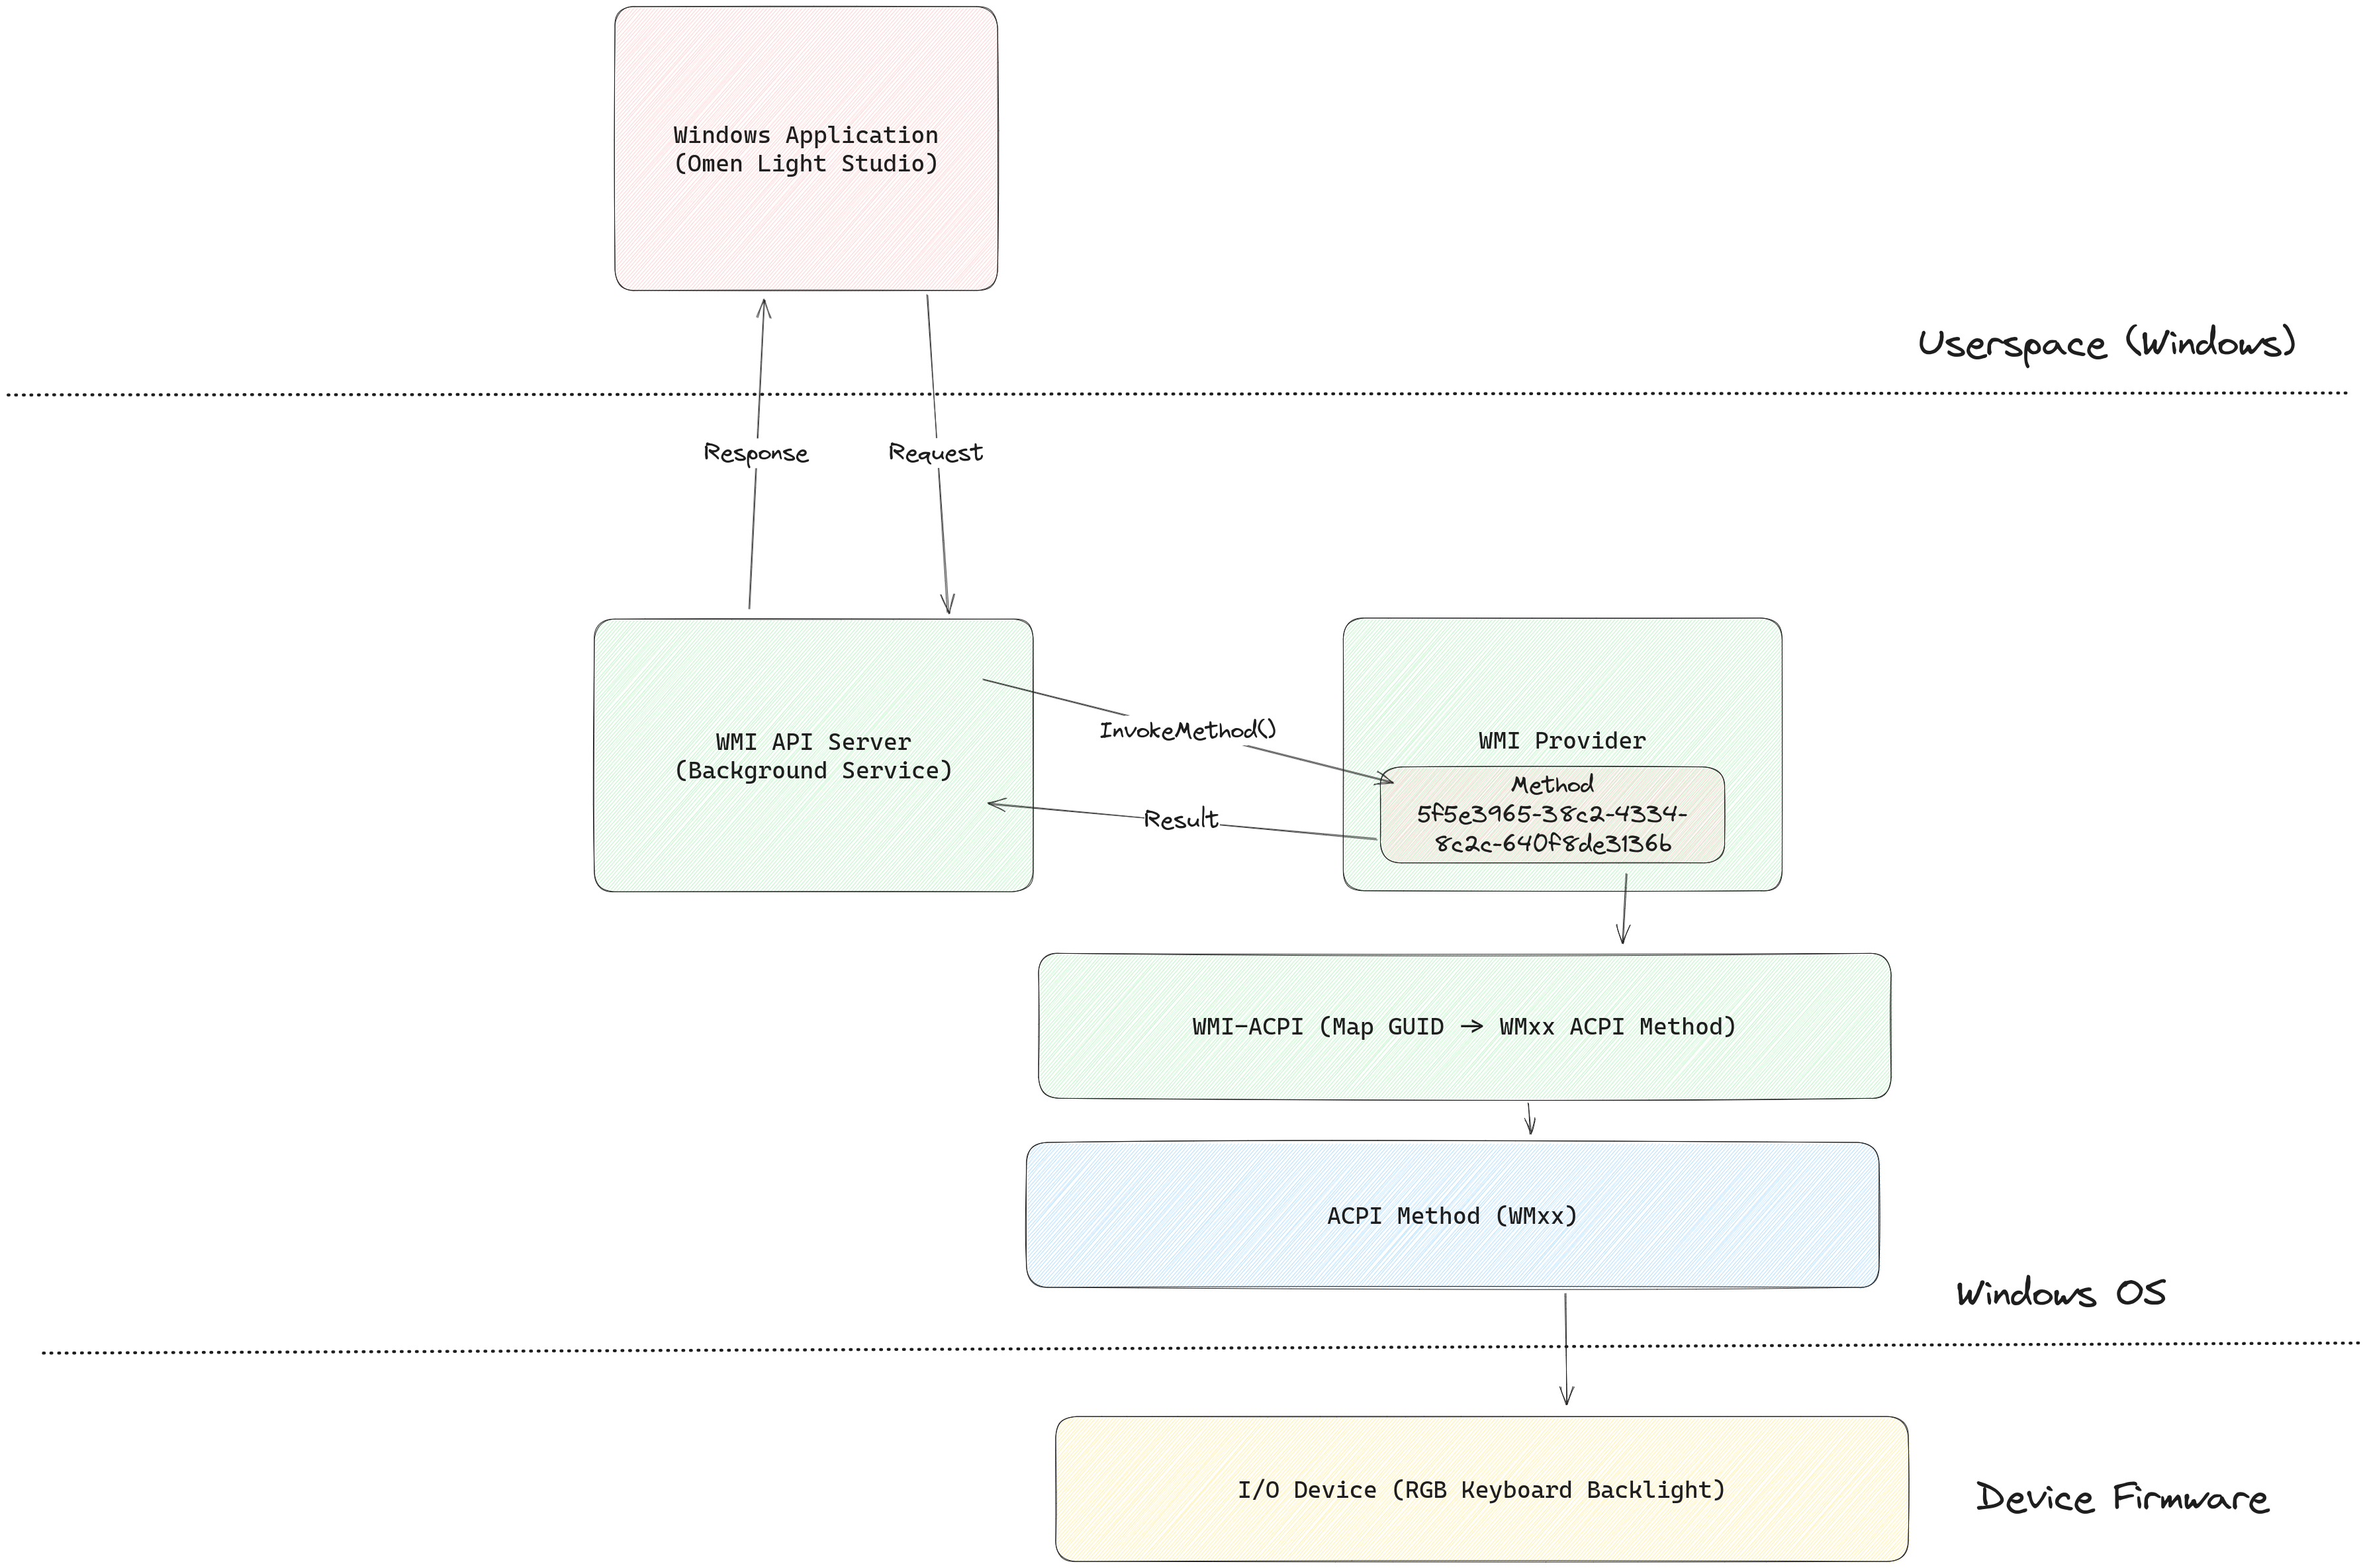 Windows Application
(Omen Light Studio)
Userspace (Windows)
Response
Request
WMI API Server
(Background Service)
InvokeMethod()
Result
WMI Provider
Method
5f5e3965-38c2-4334-
8c2c-640f8de3136b
WMI-ACPI (Map GUID → WMxx ACPI Method)
ACPI Method (WMxx)
Windows OS
I/O Device (RGB Keyboard Backlight)
Device Firmware